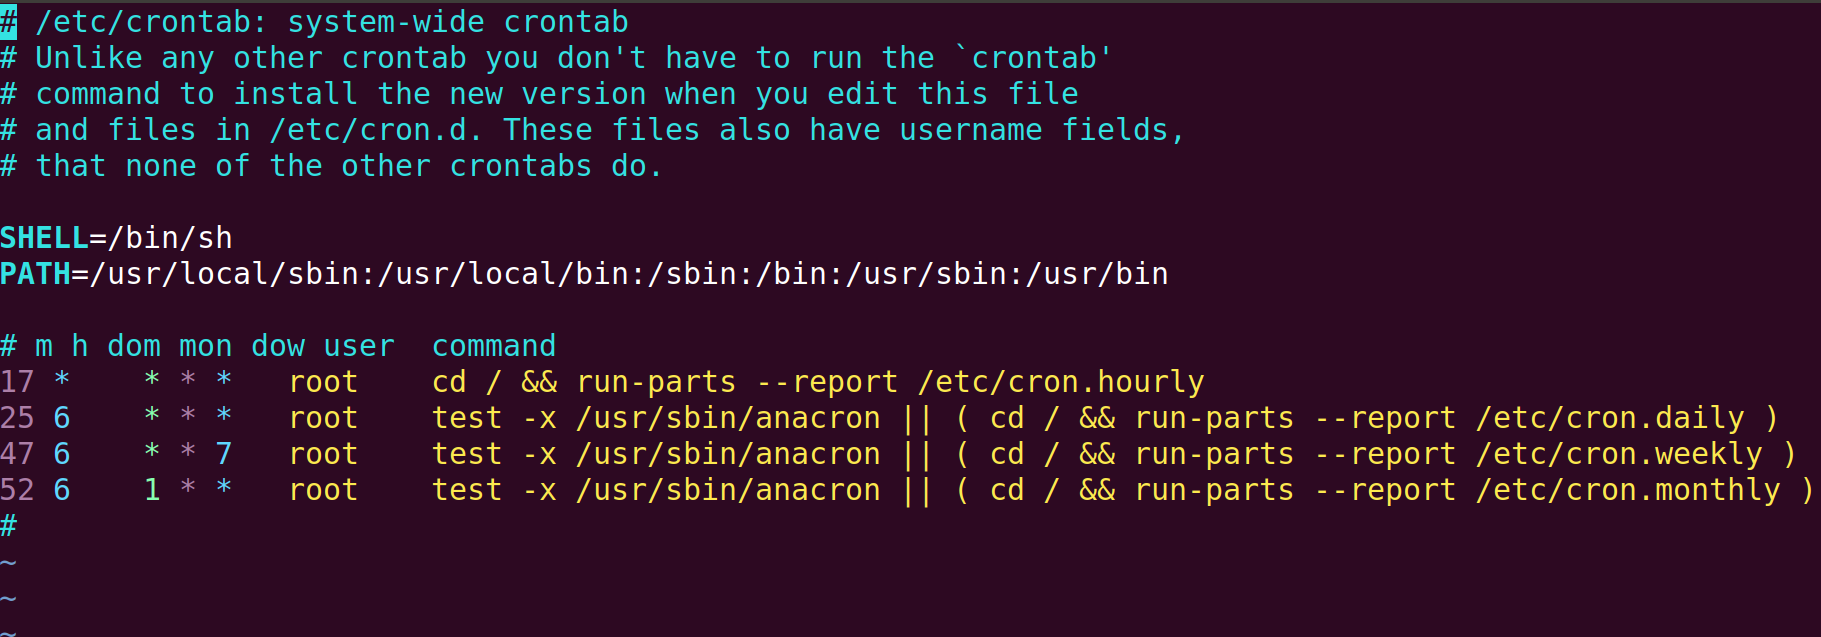 # /etc/crontab: system-wide crontab
# Unlike any other crontab you don't have to run the `crontab'
# command to install the new version when you edit this file
# and files in /etc/cron.d. These files also have username fields,
# that none of the other crontabs do.

SHELL=/bin/sh
PATH=/usr/local/sbin:/usr/local/bin:/sbin:/bin:/usr/sbin:/usr/bin

# m h dom mon dow user  command
17 *    * * *   root    cd / && run-parts --report /etc/cron.hourly
25 6    * * *   root    test -x /usr/sbin/anacron || ( cd / && run-parts --report /etc/cron.daily )
47 6    * * 7   root    test -x /usr/sbin/anacron || ( cd / && run-parts --report /etc/cron.weekly )
52 6    1 * *   root    test -x /usr/sbin/anacron || ( cd / && run-parts --report /etc/cron.monthly )
#
~
~
~